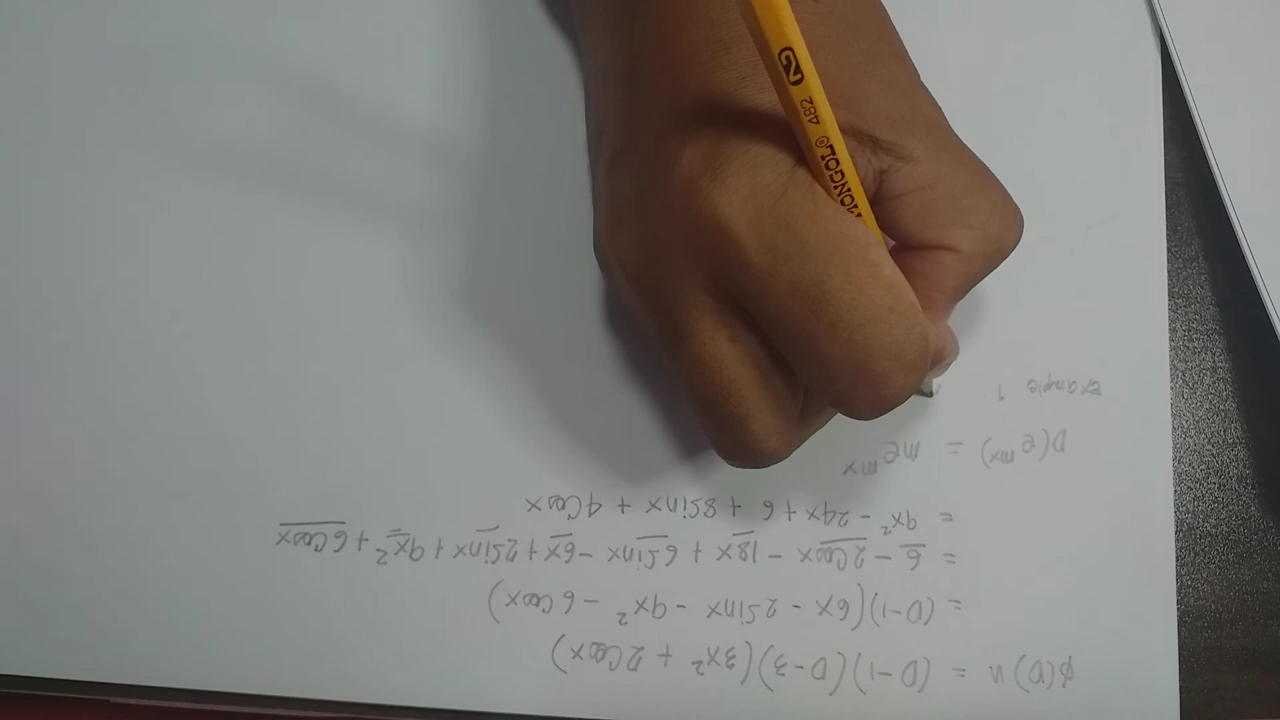 φ(D)u = (D-1)(D-3)(3x² + 2Cosx)
= (D-1)(6x - 2sinx - 9x² - 6Cosx)
= 6 - 2Cosx - 18x + 6sinx - 6x + 2sinx + 9x² + 6Cosx
= 9x² - 24x + 6 + 8sinx + 4Cosx
D(e^mx) = me^mx
Example 1
MONGOL® 482 2